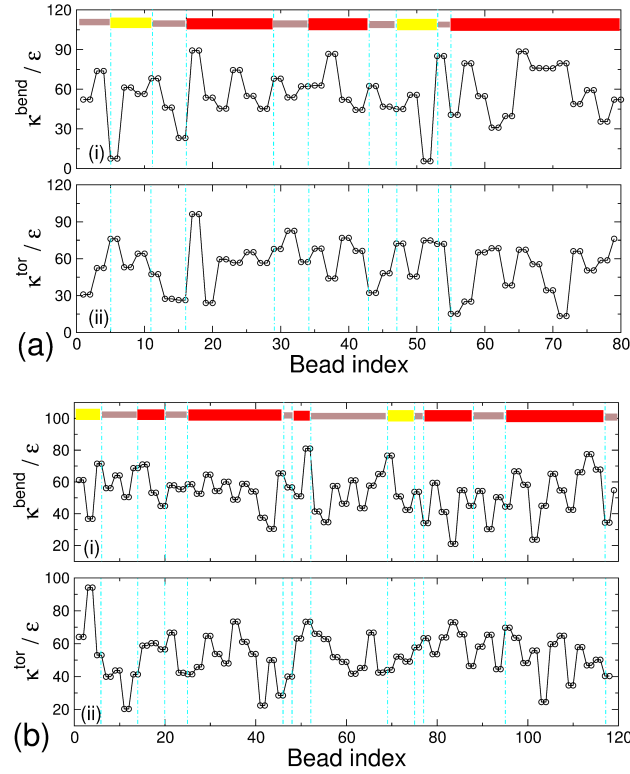 120
90
60
30
0
κ^bend / ε
(i)
120
90
60
30
0
κ^tor / ε
(ii)
0 10 20 30 40 50 60 70 80
(a)
Bead index
100
80
60
40
20
κ^bend / ε
(i)
100
80
60
40
20
κ^tor / ε
(ii)
0 20 40 60 80 100 120
(b)
Bead index